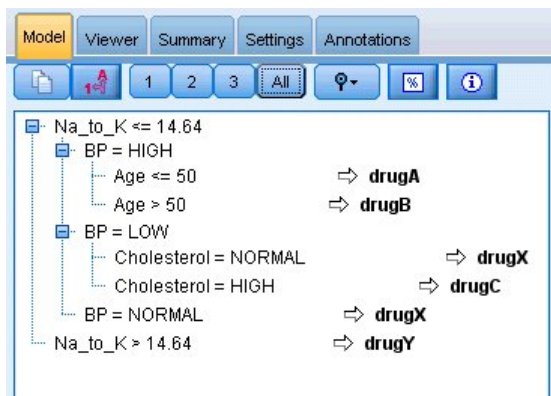 Model Viewer Summary Settings Annotations
1 2 3 All %
Na_to_K <= 14.64
BP = HIGH
Age <= 50 ⇨ drugA
Age > 50 ⇨ drugB
BP = LOW
Cholesterol = NORMAL ⇨ drugX
Cholesterol = HIGH ⇨ drugC
BP = NORMAL ⇨ drugX
Na_to_K > 14.64 ⇨ drugY